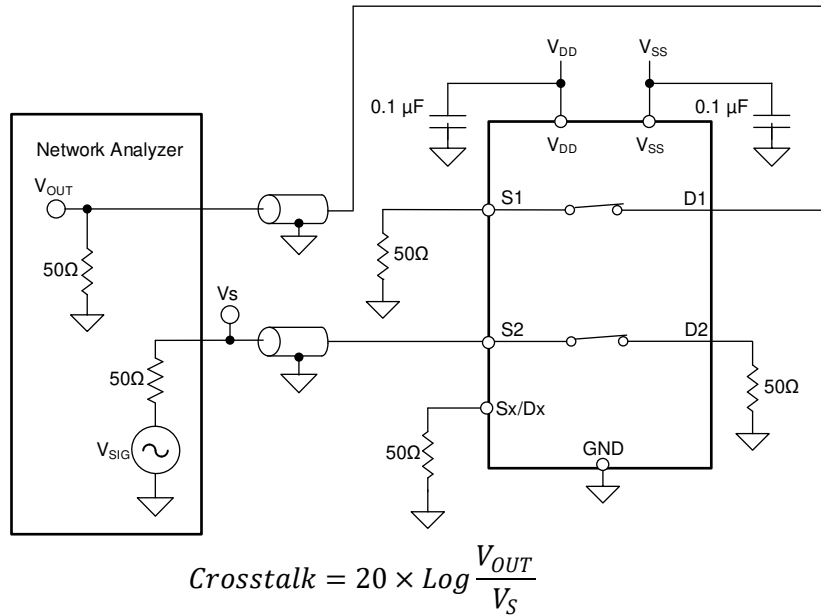 V_DD V_SS
0.1 µF 0.1 µF
Network Analyzer
V_DD V_SS
V_OUT
S1 D1
50Ω
50Ω
Vs
S2 D2
50Ω
50Ω
Sx/Dx
V_SIG
50Ω
GND
Crosstalk = 20 × Log V_OUT / V_S